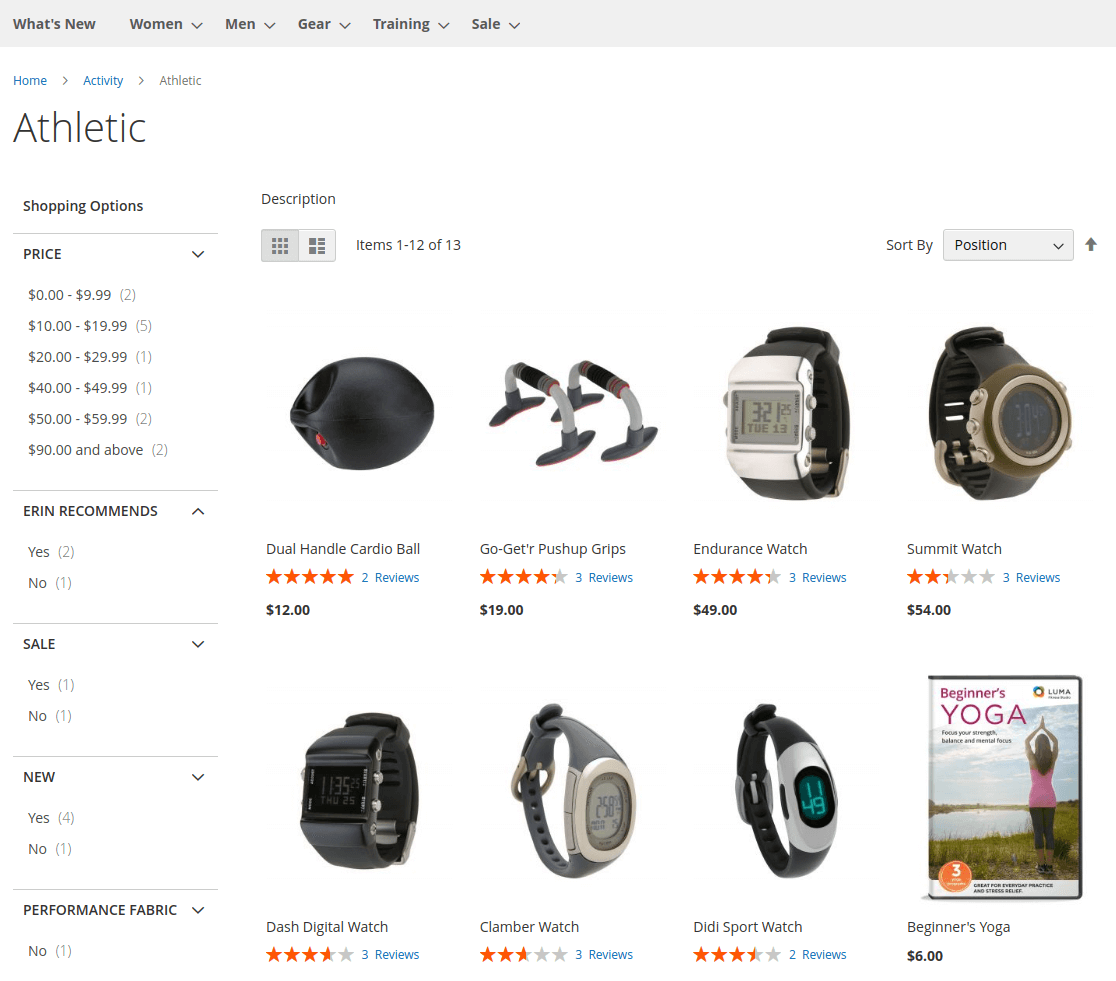 What's New Women Men Gear Training Sale
Home Activity Athletic
Athletic
Shopping Options
PRICE
$0.00 - $9.99 (2)
$10.00 - $19.99 (5)
$20.00 - $29.99 (1)
$40.00 - $49.99 (1)
$50.00 - $59.99 (2)
$90.00 and above (2)
ERIN RECOMMENDS
Yes (2)
No (1)
SALE
Yes (1)
No (1)
NEW
Yes (4)
No (1)
PERFORMANCE FABRIC
No (1)
Description
Items 1-12 of 13
Sort By Position
TUE 13
Dual Handle Cardio Ball Go-Get'r Pushup Grips Endurance Watch Summit Watch
2 Reviews 3 Reviews 3 Reviews 3 Reviews
$12.00 $19.00 $49.00 $54.00
THU 25
11
49
Beginner's
YOGA
LUMA
Focus your strength,
balance and mental focus.
3
GREAT FOR EVERYDAY PRACTICE
AND STRESS RELIEF.
Dash Digital Watch Clamber Watch Didi Sport Watch Beginner's Yoga
3 Reviews 3 Reviews 2 Reviews $6.00